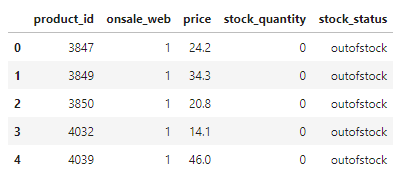 product_id onsale_web price stock_quantity stock_status
0 3847 1 24.2 0 outofstock
1 3849 1 34.3 0 outofstock
2 3850 1 20.8 0 outofstock
3 4032 1 14.1 0 outofstock
4 4039 1 46.0 0 outofstock